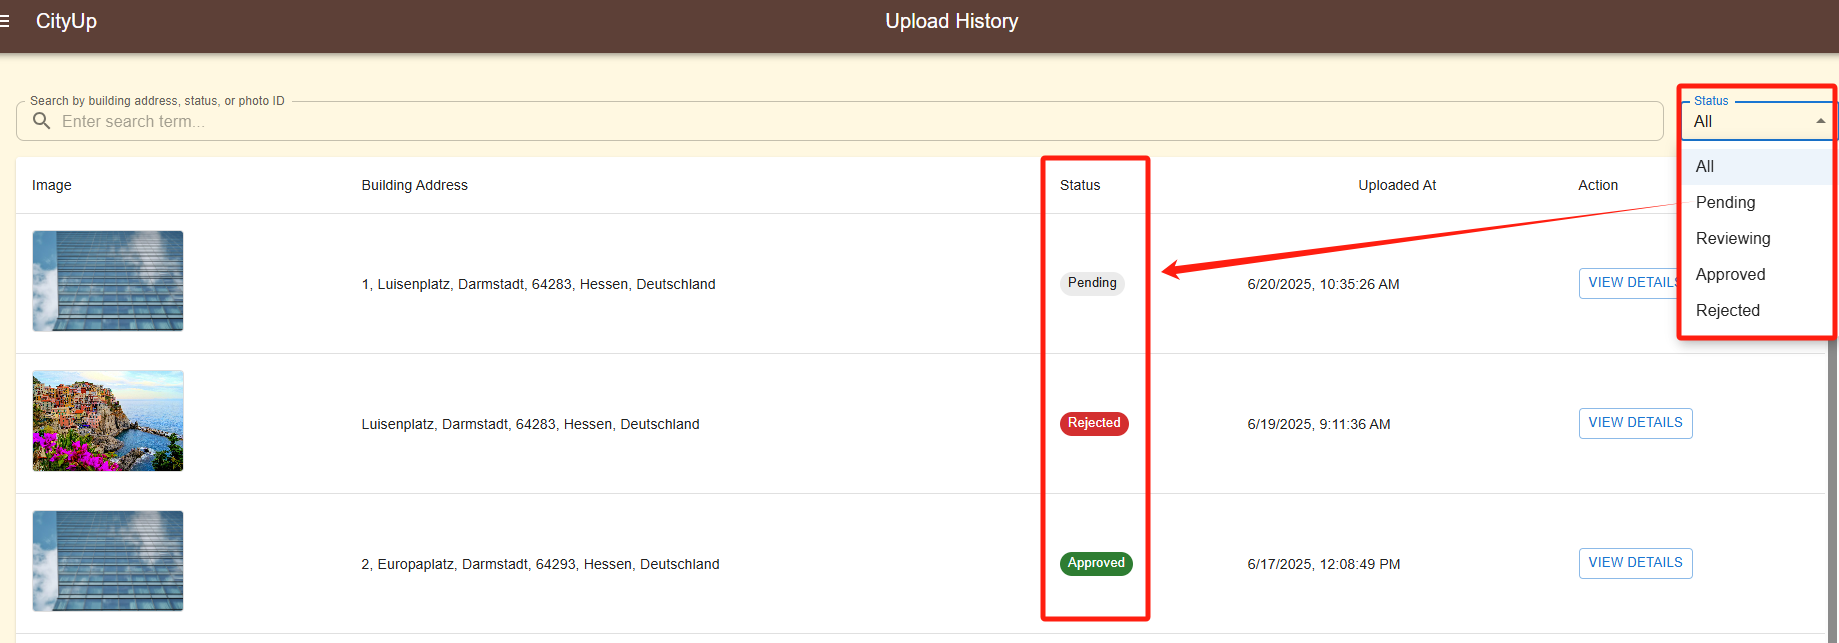 CityUp
Upload History
Search by building address, status, or photo ID
Enter search term...
Status
All
All
Pending
Reviewing
Approved
Rejected
Image Building Address Status Uploaded At Action
1, Luisenplatz, Darmstadt, 64283, Hessen, Deutschland Pending 6/20/2025, 10:35:26 AM VIEW DETAILS
Luisenplatz, Darmstadt, 64283, Hessen, Deutschland Rejected 6/19/2025, 9:11:36 AM VIEW DETAILS
2, Europaplatz, Darmstadt, 64293, Hessen, Deutschland Approved 6/17/2025, 12:08:49 PM VIEW DETAILS